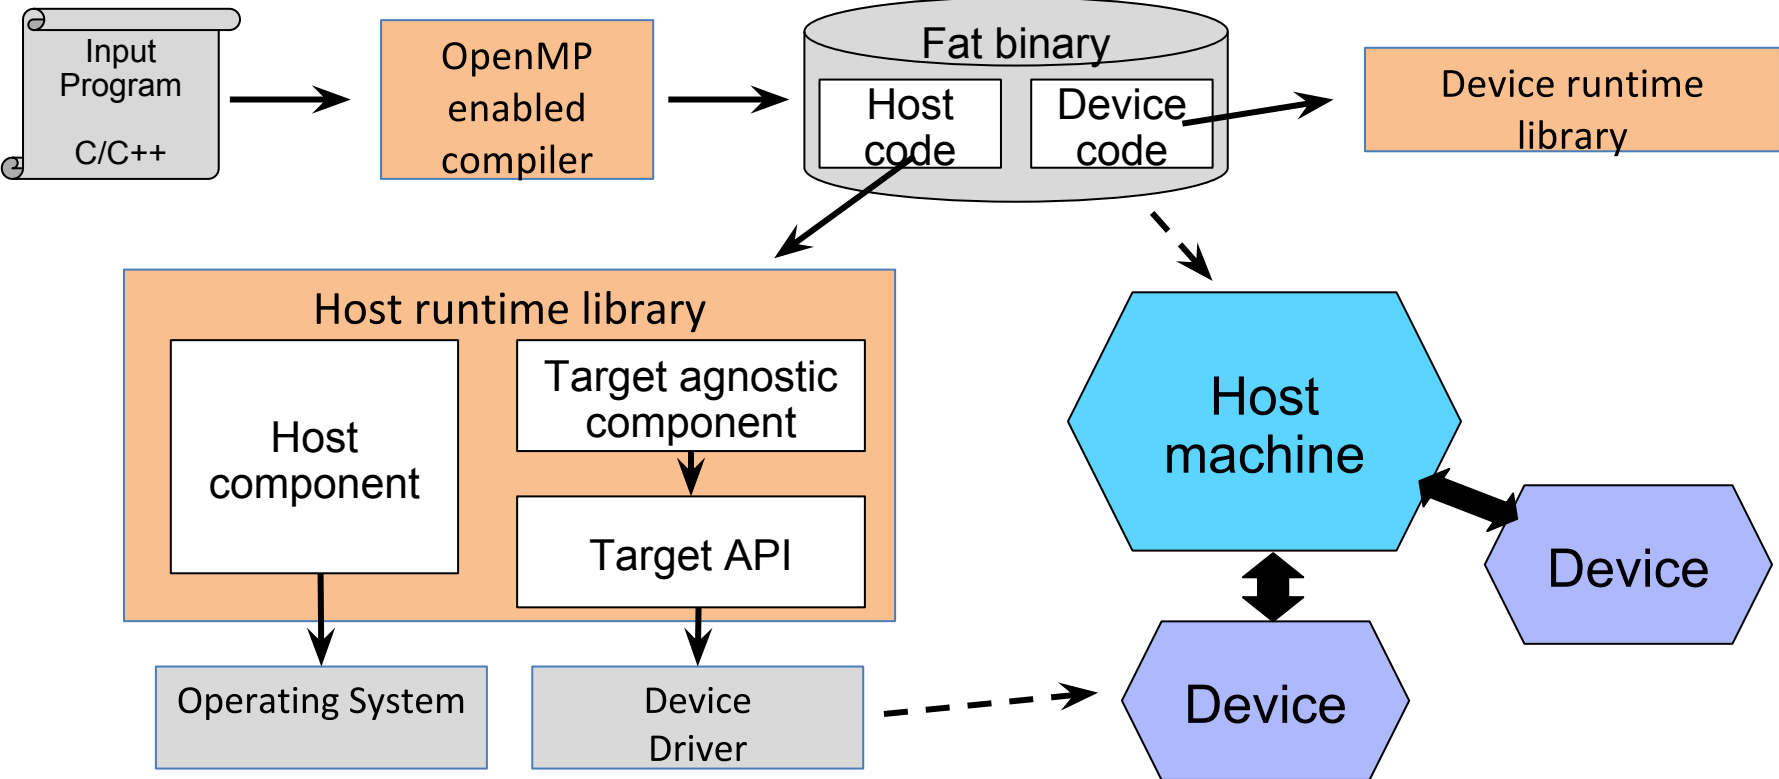 Input
Program
C/C++
OpenMP
enabled
compiler
Fat binary
Host
code
Device
code
Device runtime
library
Host runtime library
Host
component
Target agnostic
component
Target API
Operating System
Device
Driver
Host
machine
Device
Device